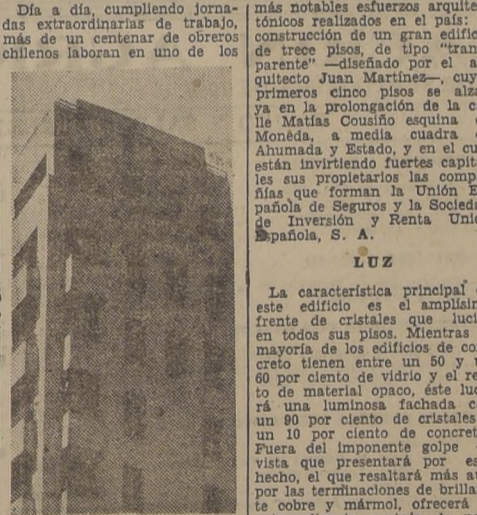 Día a día, cumpliendo jorna-
das extraordinarias de trabajo,
más de un centenar de obreros
chilenos laboran en uno de los
más notables esfuerzos arquite
tónicos realizados en el país:
construcción de un gran edific
de trece pisos, de tipo "tran
parente" —diseñado por el a
quitecto Juan Martínez—, cuy
primeros cinco pisos se alza
ya en la prolongación de la c
lle Matías Cousiño esquina
Monéda, a media cuadra
Ahumada y Estado, y en el cu
están invirtiendo fuertes capit
les sus propietarios las comp
ñías que forman la Unión E
pañola de Seguros y la Socieda
de Inversión y Renta Unió
Española, S. A.
LUZ
La característica principal
este edificio es el amplísim
frente de cristales que luci
en todos sus pisos. Mientras
mayoría de los edificios de co
creto tienen entre un 50 y u
60 por ciento de vidrio y el re
to de material opaco, éste luc
rá una luminosa fachada c
un 90 por ciento de cristales
un 10 por ciento de concret
Fuera del imponente golpe
vista que presentará por es
hecho, el que resaltará más a
por las terminaciones de brilla
te cobre y mármol, ofrecerá